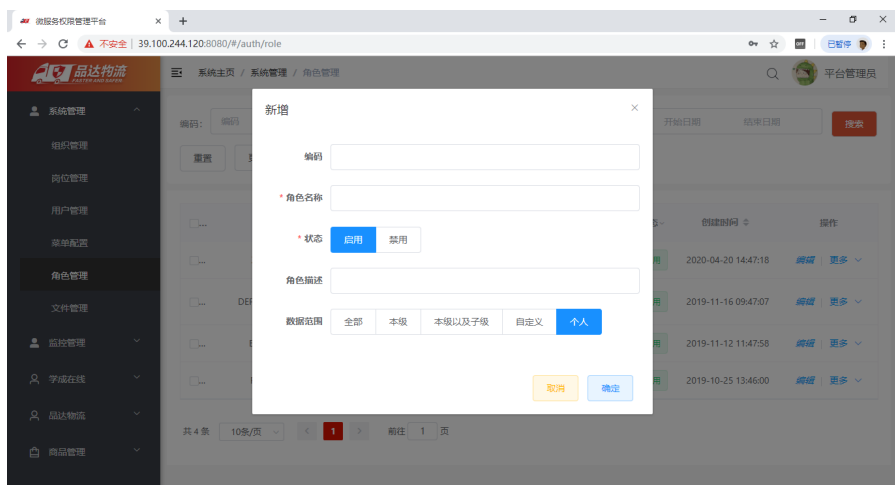 微服务权限管理平台
不安全 39.100.244.120:8080/#/auth/role
已暂停
品达物流
FASTER AND SAFER
系统主页 / 系统管理 / 角色管理
平台管理员
系统管理
组织管理
岗位管理
用户管理
菜单配置
角色管理
文件管理
监控管理
学成在线
品达物流
商品管理
编码: 编码
开始日期 结束日期 搜索
重置
新增
编码
* 角色名称
* 状态 启用 禁用
角色描述
数据范围 全部 本级 本级以及子级 自定义 个人
取消 确定
创建时间 操作
2020-04-20 14:47:18 编辑 更多
2019-11-16 09:47:07 编辑 更多
2019-11-12 11:47:58 编辑 更多
2019-10-25 13:46:00 编辑 更多
共 4 条 10条/页 1 前往 1 页